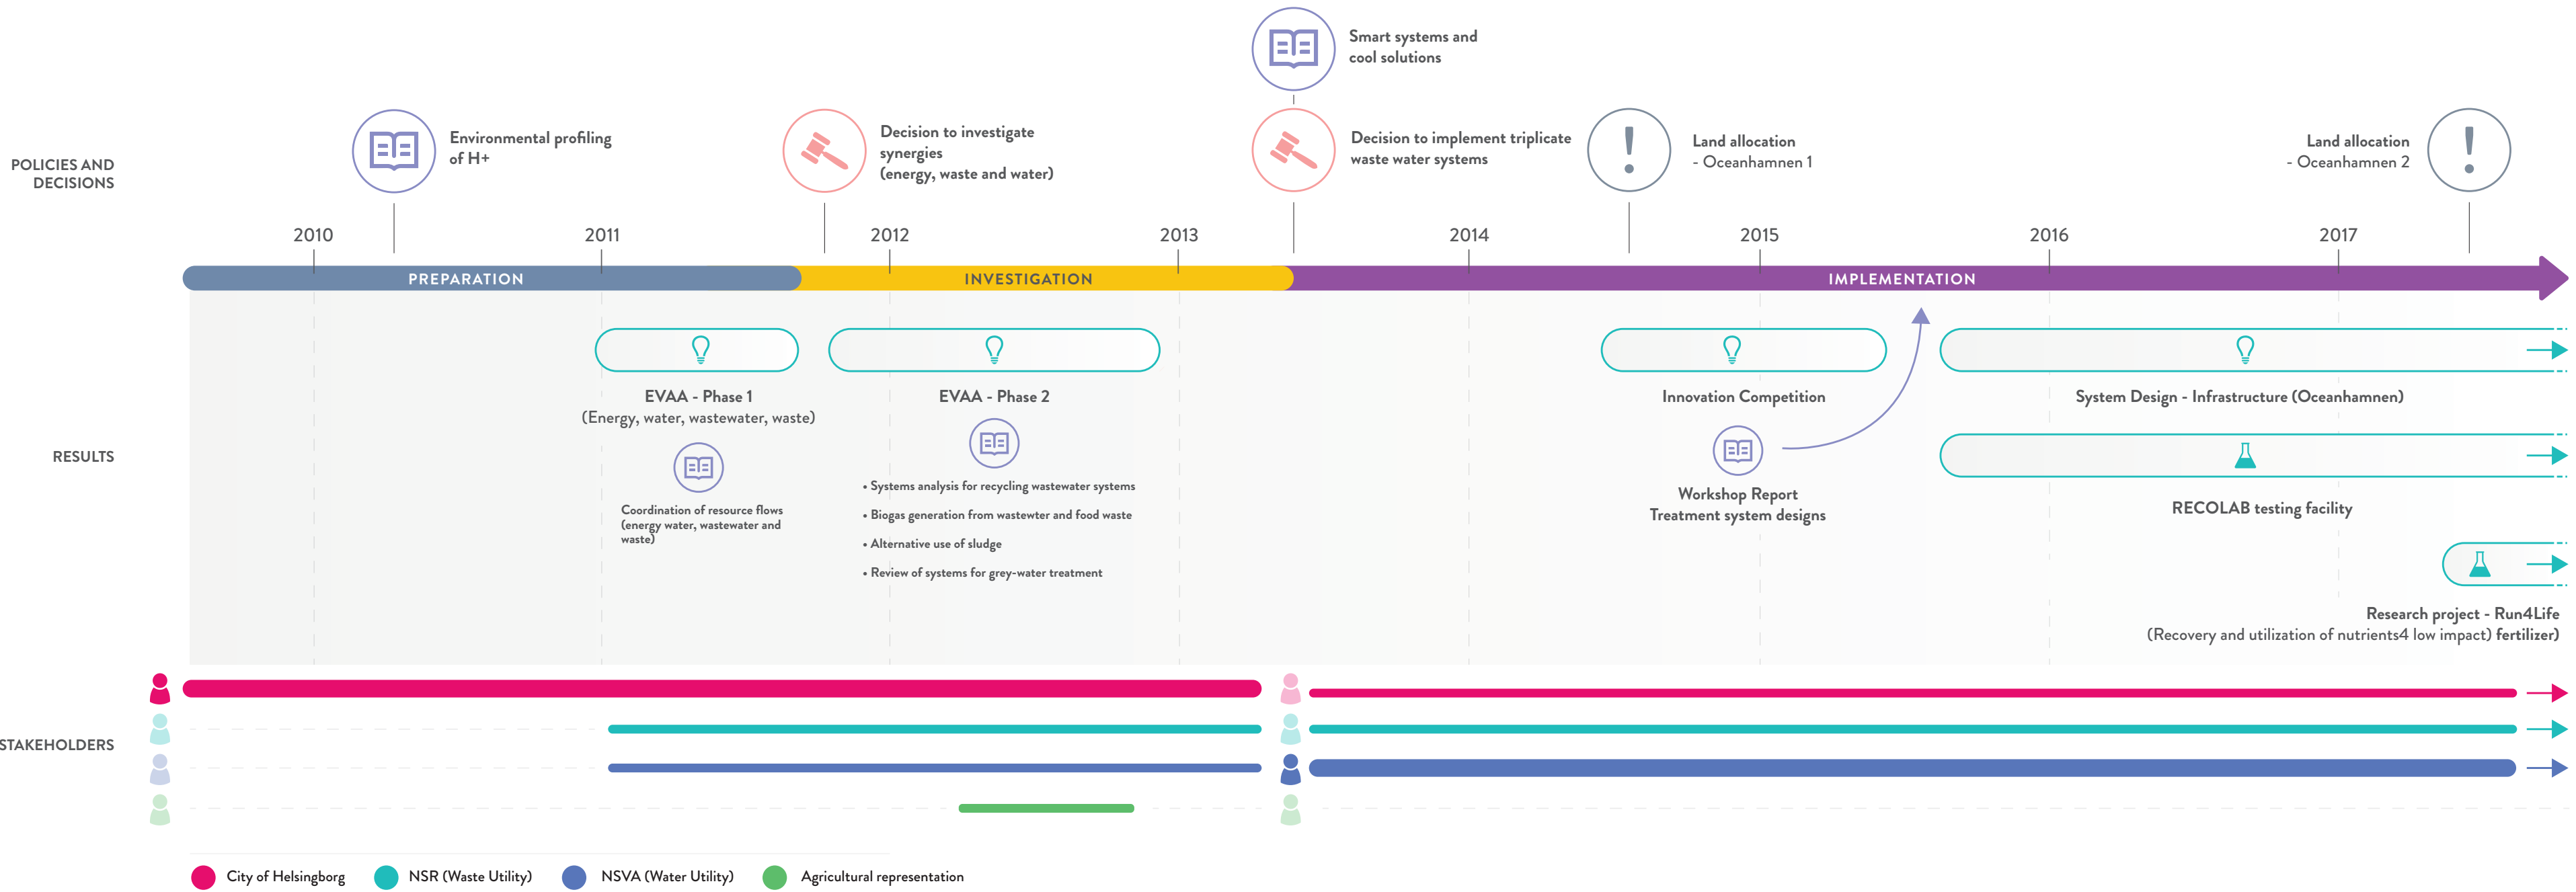 Smart systems and
cool solutions
POLICIES AND
DECISIONS
Environmental profiling
of H+
Decision to investigate
synergies
(energy, waste and water)
Decision to implement triplicate
waste water systems
Land allocation
- Oceanhamnen 1
Land allocation
- Oceanhamnen 2
2010
2011
2012
2013
2014
2015
2016
2017
PREPARATION
INVESTIGATION
IMPLEMENTATION
RESULTS
EVAA - Phase 1
(Energy, water, wastewater, waste)
Coordination of resource flows
(energy water, wastewater and
waste)
EVAA - Phase 2
• Systems analysis for recycling wastewater systems
• Biogas generation from wastewter and food waste
• Alternative use of sludge
• Review of systems for grey-water treatment
Innovation Competition
Workshop Report
Treatment system designs
System Design - Infrastructure (Oceanhamnen)
RECOLAB testing facility
Research project - Run4Life
(Recovery and utilization of nutrients4 low impact) fertilizer)
STAKEHOLDERS
City of Helsingborg
NSR (Waste Utility)
NSVA (Water Utility)
Agricultural representation